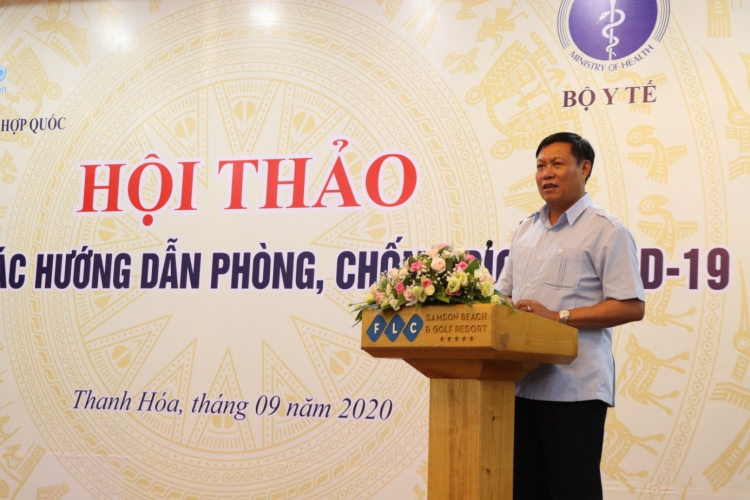 MINISTRY OF HEALTH
BỘ Y TẾ
HỢP QUỐC
HỘI THẢO
HƯỚNG DẪN PHÒNG, CHỐNG D-19
FLC SAMSON BEACH
& GOLF RESORT
Thanh Hóa, tháng 09 năm 2020